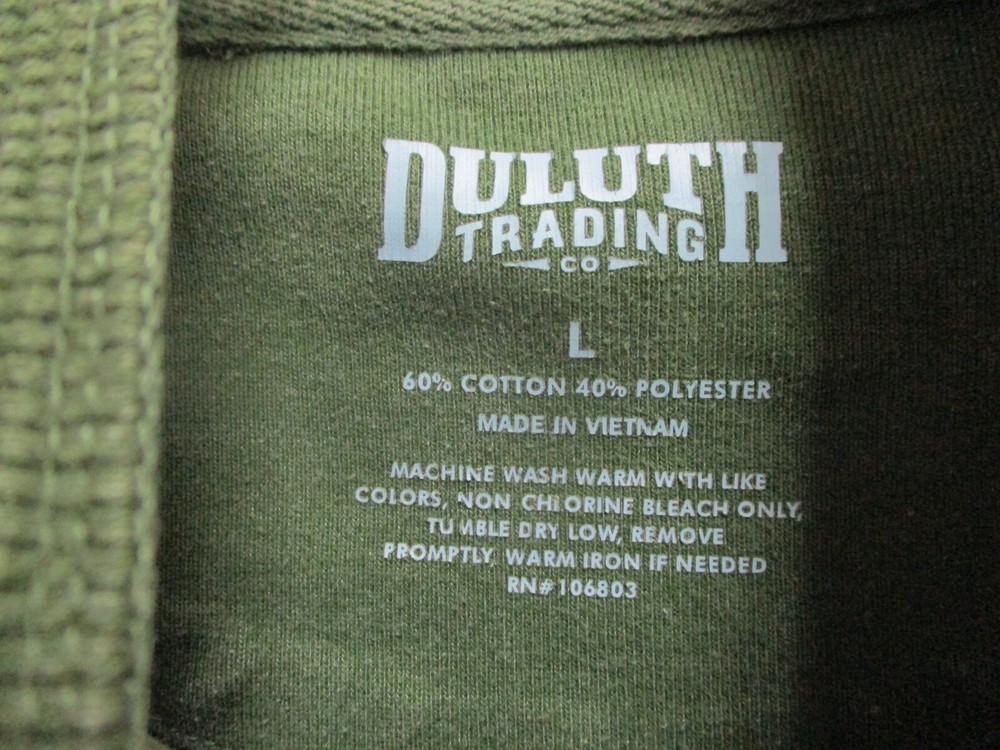 DULUTH
TRADING
CO
L
60% COTTON 40% POLYESTER
MADE IN VIETNAM
MACHINE WASH WARM WITH LIKE
COLORS, NON CHLORINE BLEACH ONLY,
TUMBLE DRY LOW, REMOVE
PROMPTLY, WARM IRON IF NEEDED
RN#106803